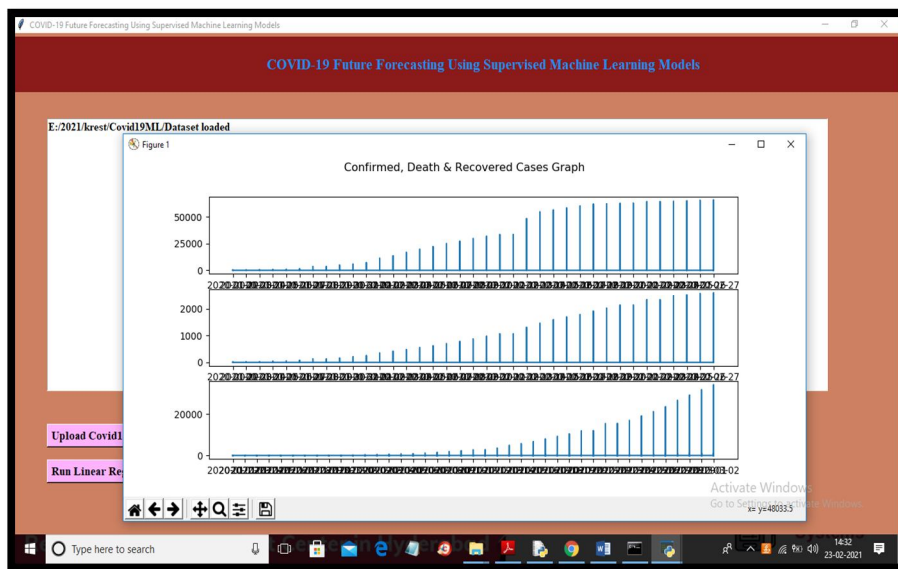 COVID-19 Future Forecasting Using Supervised Machine Learning Models
COVID-19 Future Forecasting Using Supervised Machine Learning Models
E:/2021/krest/Covid19ML/Dataset loaded
Figure 1
Confirmed, Death & Recovered Cases Graph
50000
25000
0
2000
1000
0
20000
0
Upload Covid1
Run Linear Re
Activate Windows
Go to Settings to activate Windows.
x= y=48033.5
Type here to search
14:32
23-02-2021